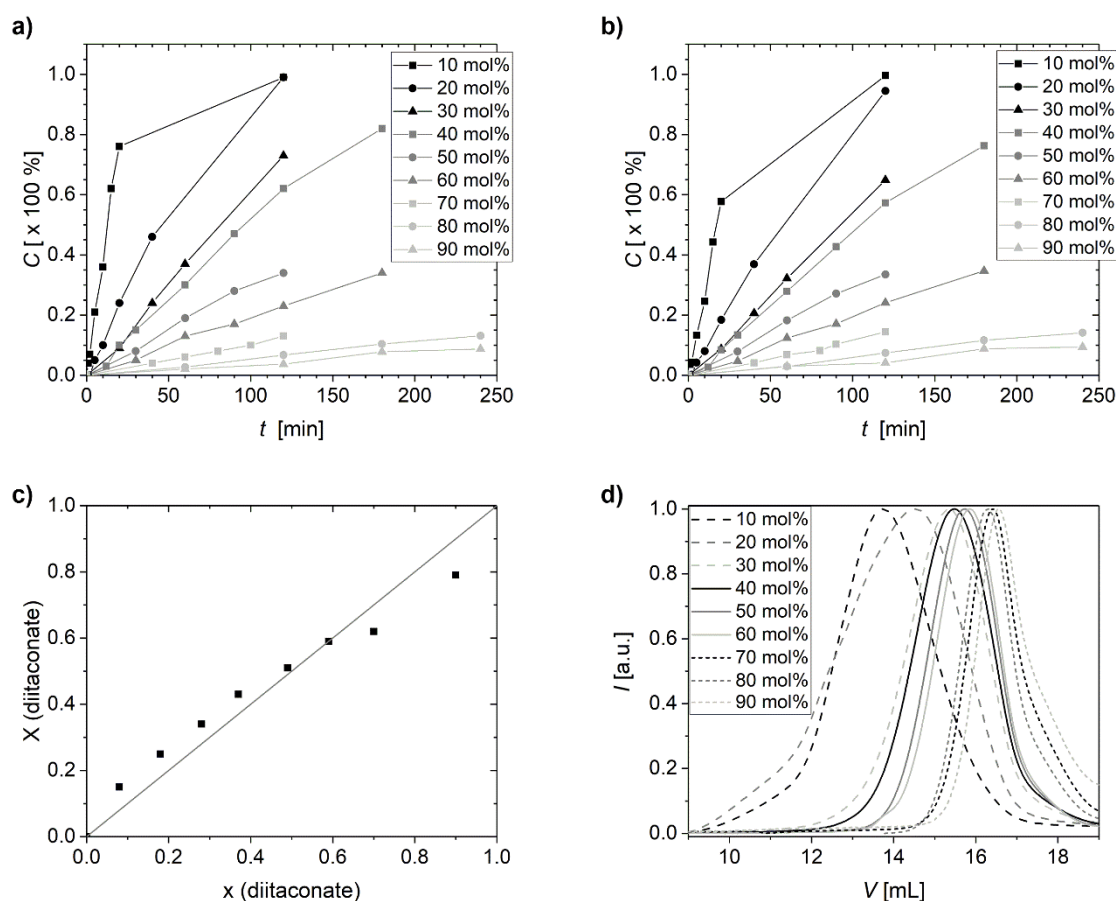 a)
C [ x 100 %]
1.0
0.8
0.6
0.4
0.2
0.0
0 50 100 150 200 250
t [min]
10 mol%
20 mol%
30 mol%
40 mol%
50 mol%
60 mol%
70 mol%
80 mol%
90 mol%
b)
C [ x 100 %]
1.0
0.8
0.6
0.4
0.2
0.0
0 50 100 150 200 250
t [min]
10 mol%
20 mol%
30 mol%
40 mol%
50 mol%
60 mol%
70 mol%
80 mol%
90 mol%
c)
X (diitaconate)
1.0
0.8
0.6
0.4
0.2
0.0
0.0 0.2 0.4 0.6 0.8 1.0
x (diitaconate)
d)
I [a.u.]
1.0
0.8
0.6
0.4
0.2
0.0
10 12 14 16 18
V [mL]
10 mol%
20 mol%
30 mol%
40 mol%
50 mol%
60 mol%
70 mol%
80 mol%
90 mol%